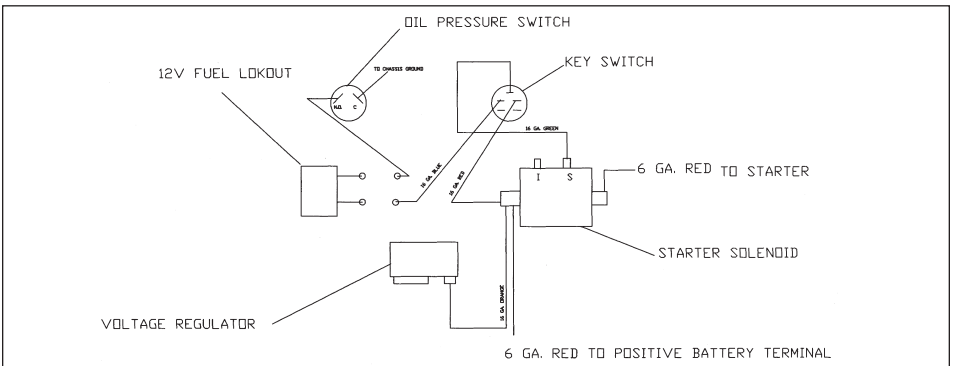 OIL PRESSURE SWITCH
KEY SWITCH
12V FUEL LOKOUT
TO CHASSIS GROUND
N.O. C
16 GA. GREEN
16 GA. BLUE
16 GA. RED
I S
6 GA. RED TO STARTER
STARTER SOLENOID
16 GA. ORANGE
VOLTAGE REGULATOR
6 GA. RED TO POSITIVE BATTERY TERMINAL